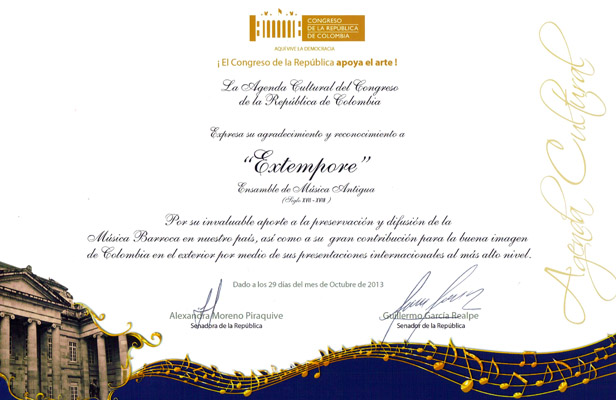 CONGRESO
DE LA REPÚBLICA
DE COLOMBIA
AQUÍ VIVE LA DEMOCRACIA
¡ El Congreso de la República apoya el arte !
La Agenda Cultural del Congreso
de la República de Colombia
Expresa su agradecimiento y reconocimiento a
“Extempore”
Ensamble de Música Antigua
(Siglo XVI - XVIII)
Por su invaluable aporte a la preservación y difusión de la
Música Barroca en nuestro país, así como a su gran contribución para la buena imagen
de Colombia en el exterior por medio de sus presentaciones internacionales al más alto nivel.
Dado a los 29 días del mes de Octubre de 2013
Alexandra Moreno Piraquive
Senadora de la República
Guillermo García Realpe
Senador de la República
Agenda Cultural